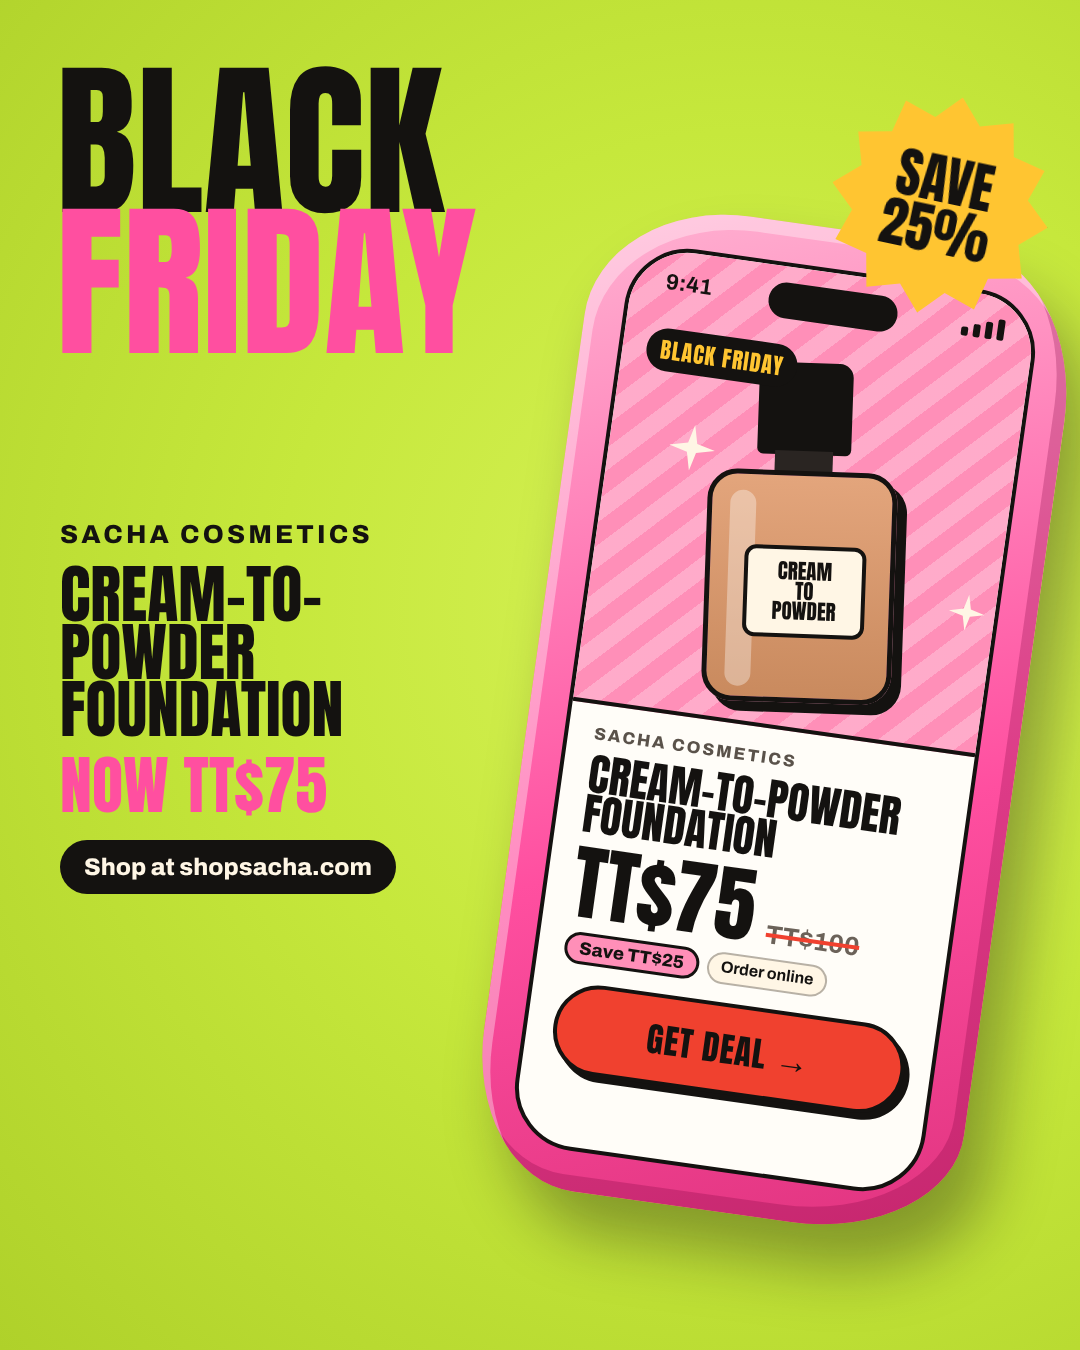 BLACK
FRIDAY
SAVE
25%
9:41
BLACK FRIDAY
CREAM
TO
POWDER
SACHA COSMETICS
CREAM-TO-
POWDER
FOUNDATION
NOW TT$75
Shop at shopsacha.com
SACHA COSMETICS
CREAM-TO-POWDER
FOUNDATION
TT$75 TT$100
Save TT$25 Order online
GET DEAL →